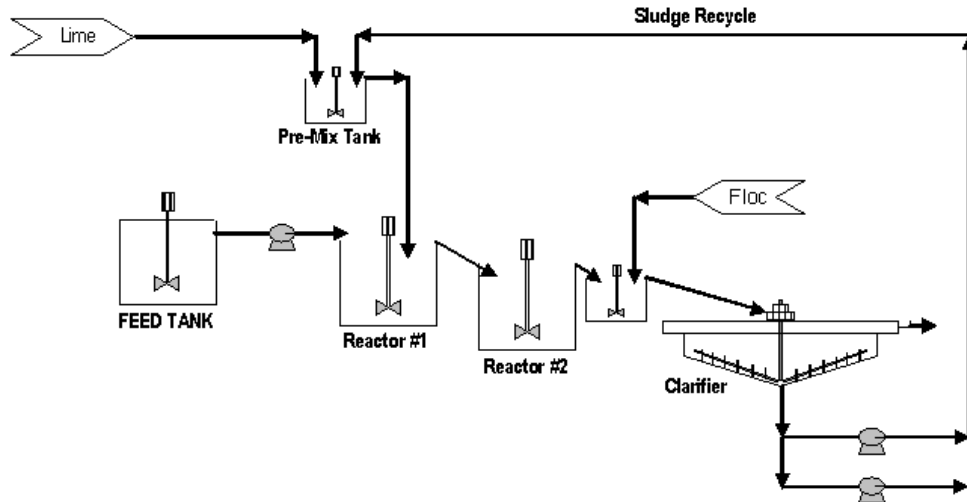 Sludge Recycle
Lime
Pre-Mix Tank
Floc
FEED TANK
Reactor #1
Reactor #2
Clarifier